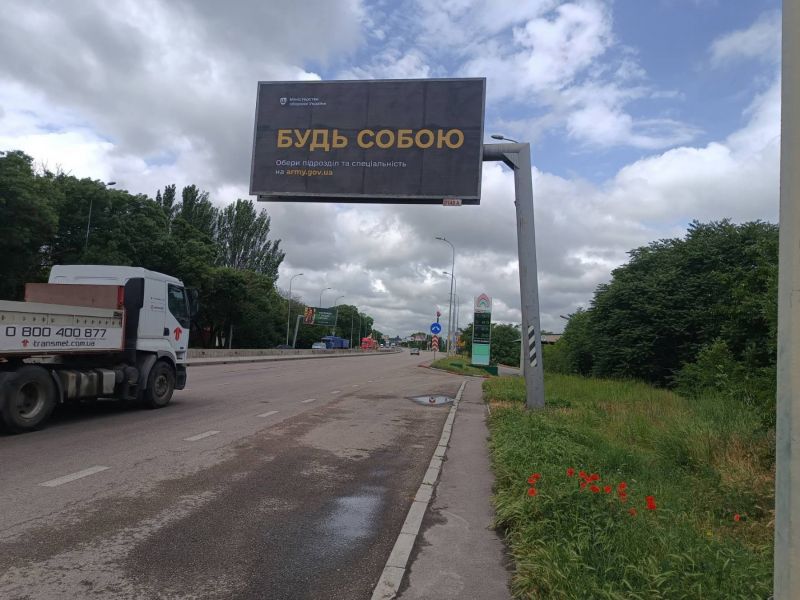 Міністерство
оборони України
БУДЬ СОБОЮ
Обери підрозділ та спеціальність
на army.gov.ua
0 800 400 877
transmet.com.ua